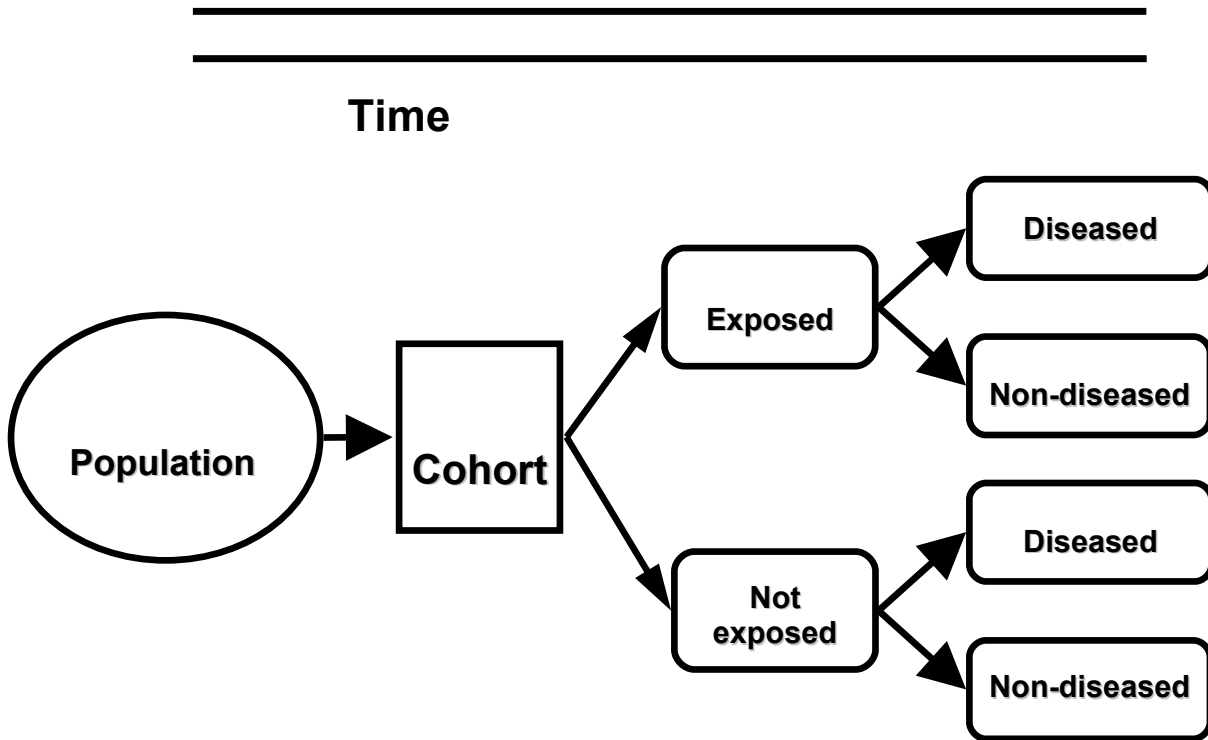 Time
Population
Cohort
Exposed
Not
exposed
Diseased
Non-diseased
Diseased
Non-diseased